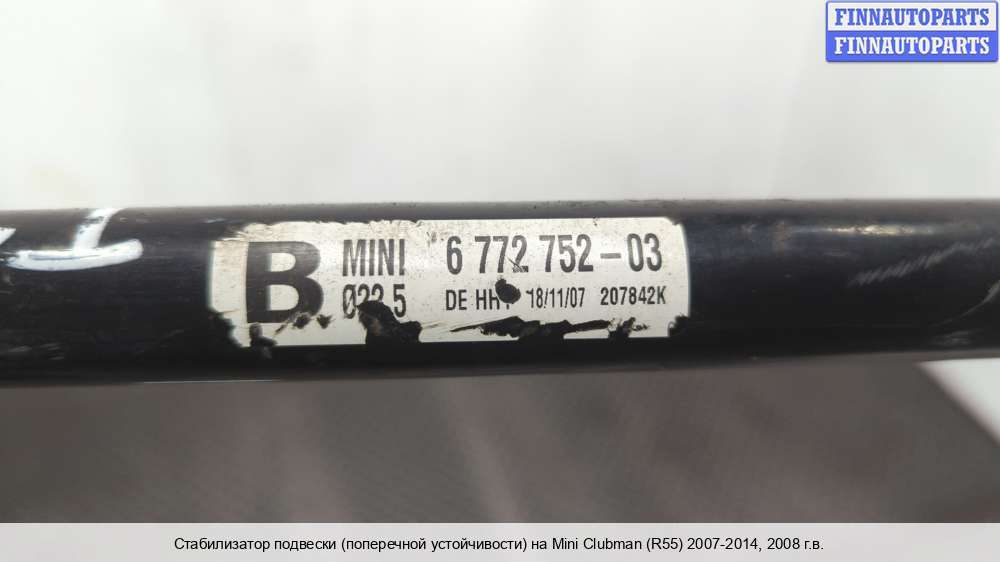 FINNAUTOPARTS
FINNAUTOPARTS
B
MINI 6 772 752-03
DE 18/11/07 207842K
Стабилизатор подвески (поперечной устойчивости) на Mini Clubman (R55) 2007-2014, 2008 г.в.